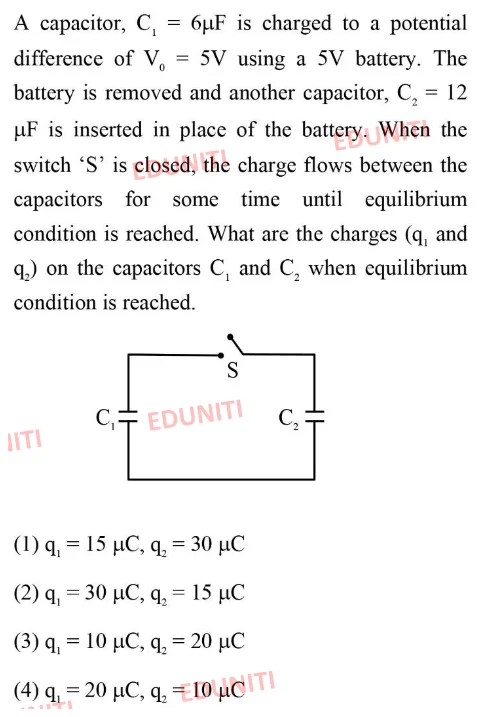 A capacitor, C₁ = 6μF is charged to a potential
difference of V₀ = 5V using a 5V battery. The
battery is removed and another capacitor, C₂ = 12
μF is inserted in place of the battery. When the
switch ‘S’ is closed, the charge flows between the
capacitors for some time until equilibrium
condition is reached. What are the charges (q₁ and
q₂) on the capacitors C₁ and C₂ when equilibrium
condition is reached.
EDUNITI
EDUNITI
S
C₁
EDUNITI
C₂
NITI
(1) q₁ = 15 μC, q₂ = 30 μC
(2) q₁ = 30 μC, q₂ = 15 μC
(3) q₁ = 10 μC, q₂ = 20 μC
(4) q₁ = 20 μC, q₂ = 10 μC
EDUNITI
NITI